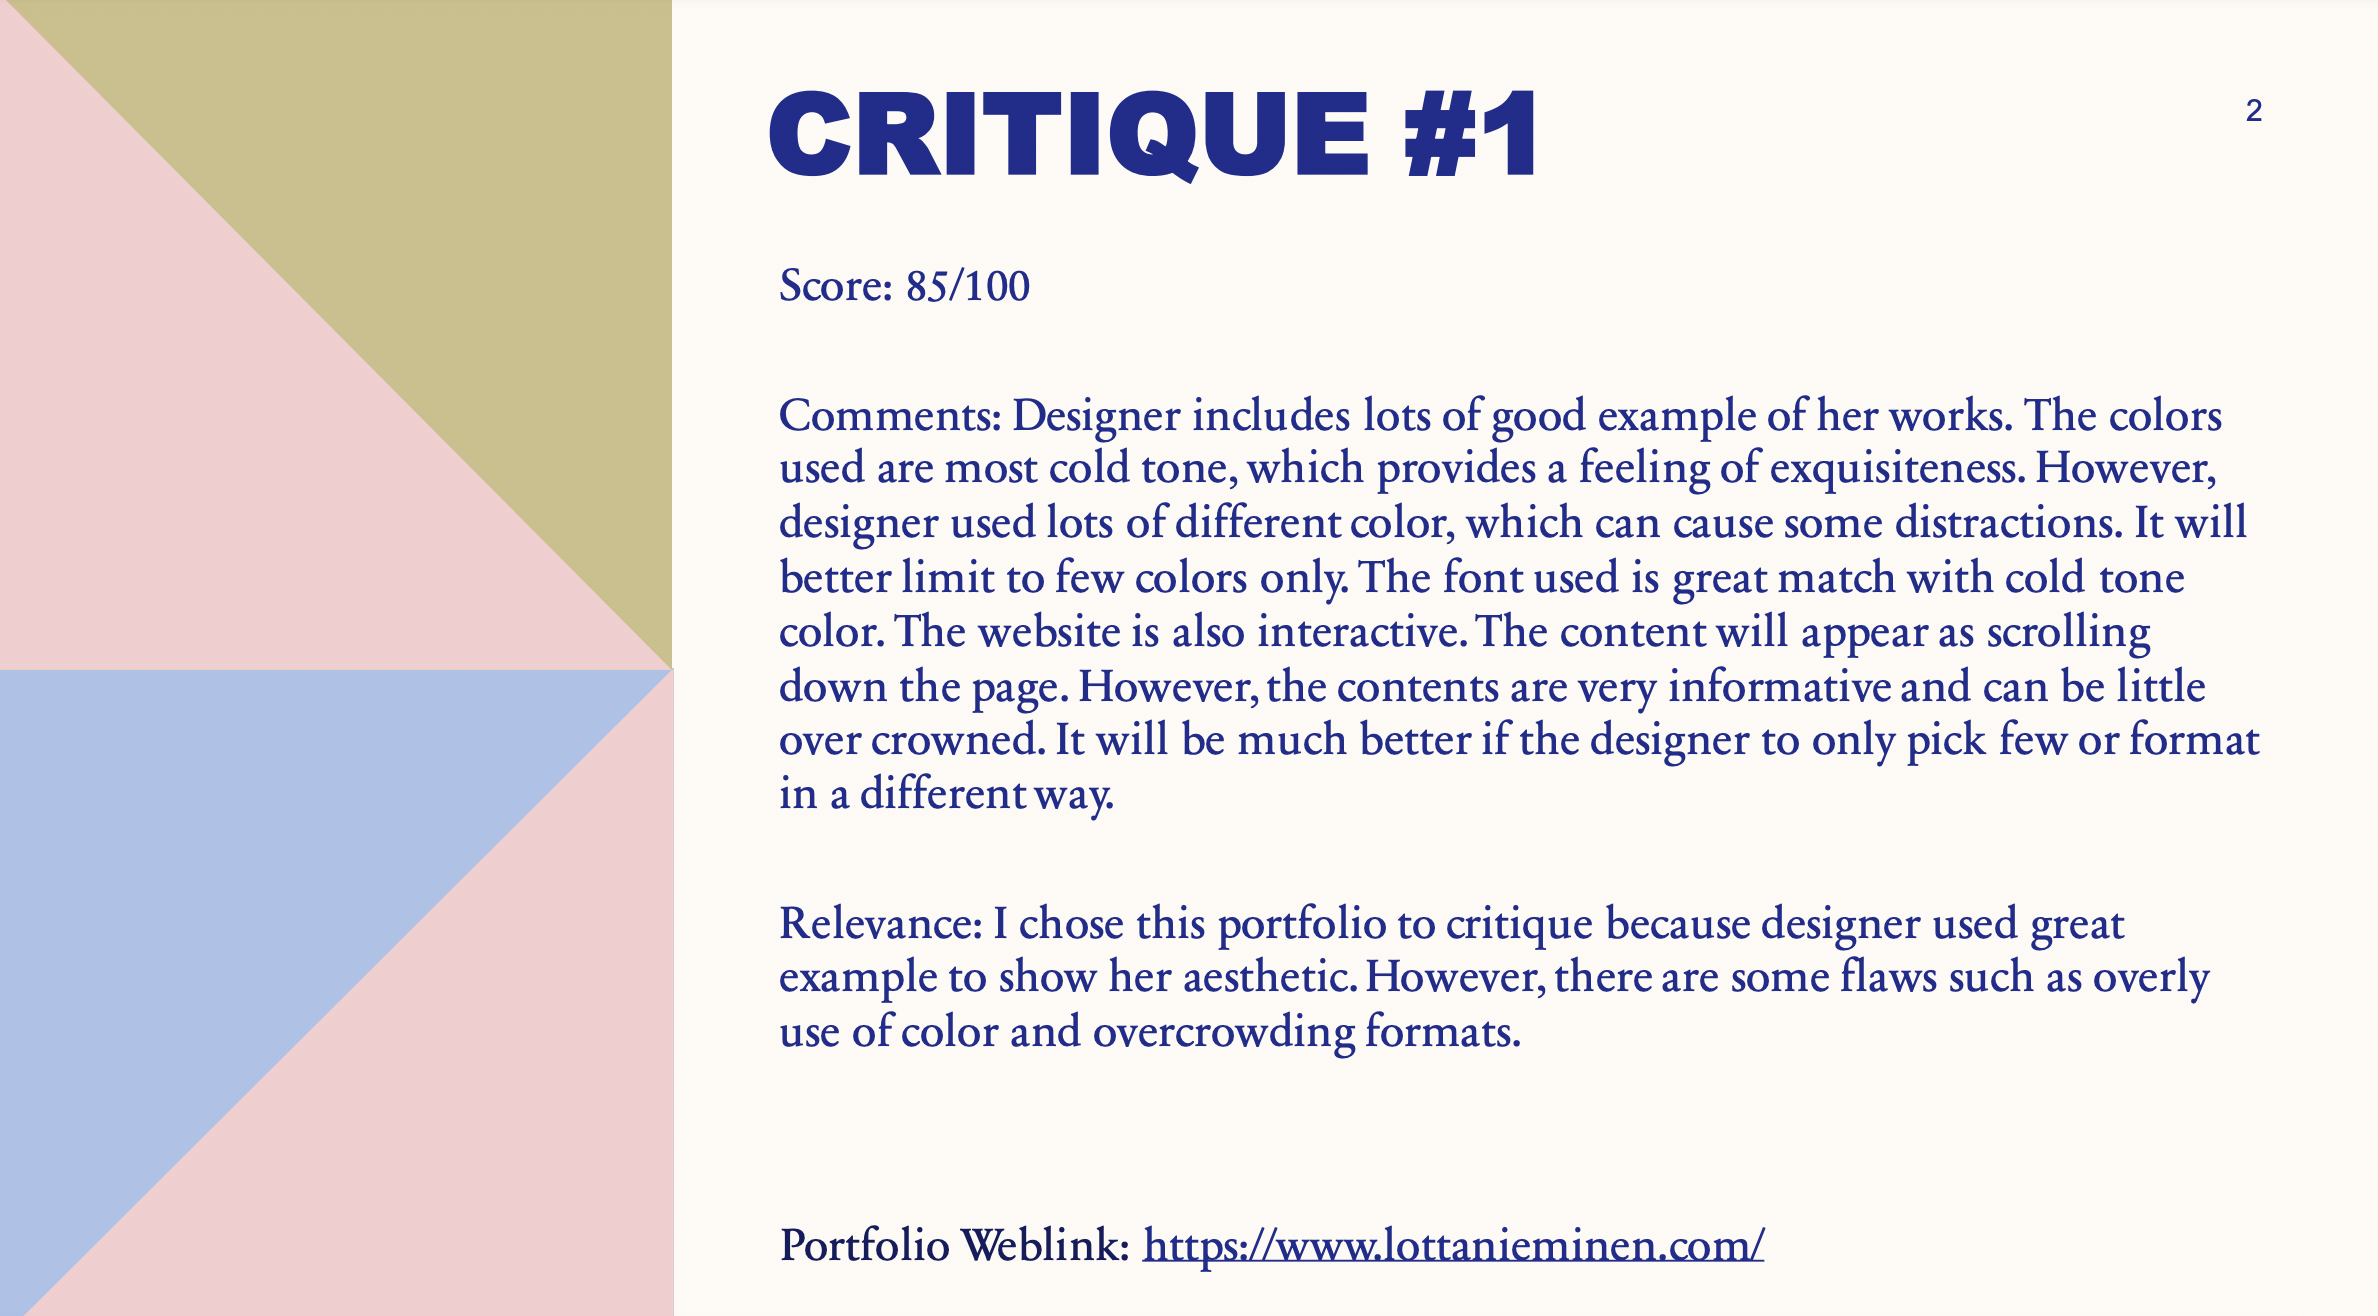 CRITIQUE #1
2
Score: 85/100
Comments: Designer includes lots of good example of her works. The colors
used are most cold tone, which provides a feeling of exquisiteness. However,
designer used lots of different color, which can cause some distractions. It will
better limit to few colors only. The font used is great match with cold tone
color. The website is also interactive. The content will appear as scrolling
down the page. However, the contents are very informative and can be little
over crowned. It will be much better if the designer to only pick few or format
in a different way.
Relevance: I chose this portfolio to critique because designer used great
example to show her aesthetic. However, there are some flaws such as overly
use of color and overcrowding formats.
Portfolio Weblink: https://www.lottanieminen.com/